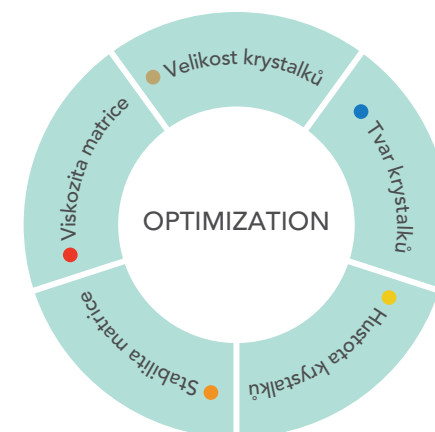 Velikost krystalků
Tvar krystalků
Hustota krystalků
Stabilita matrice
Viskozita matrice
OPTIMIZATION